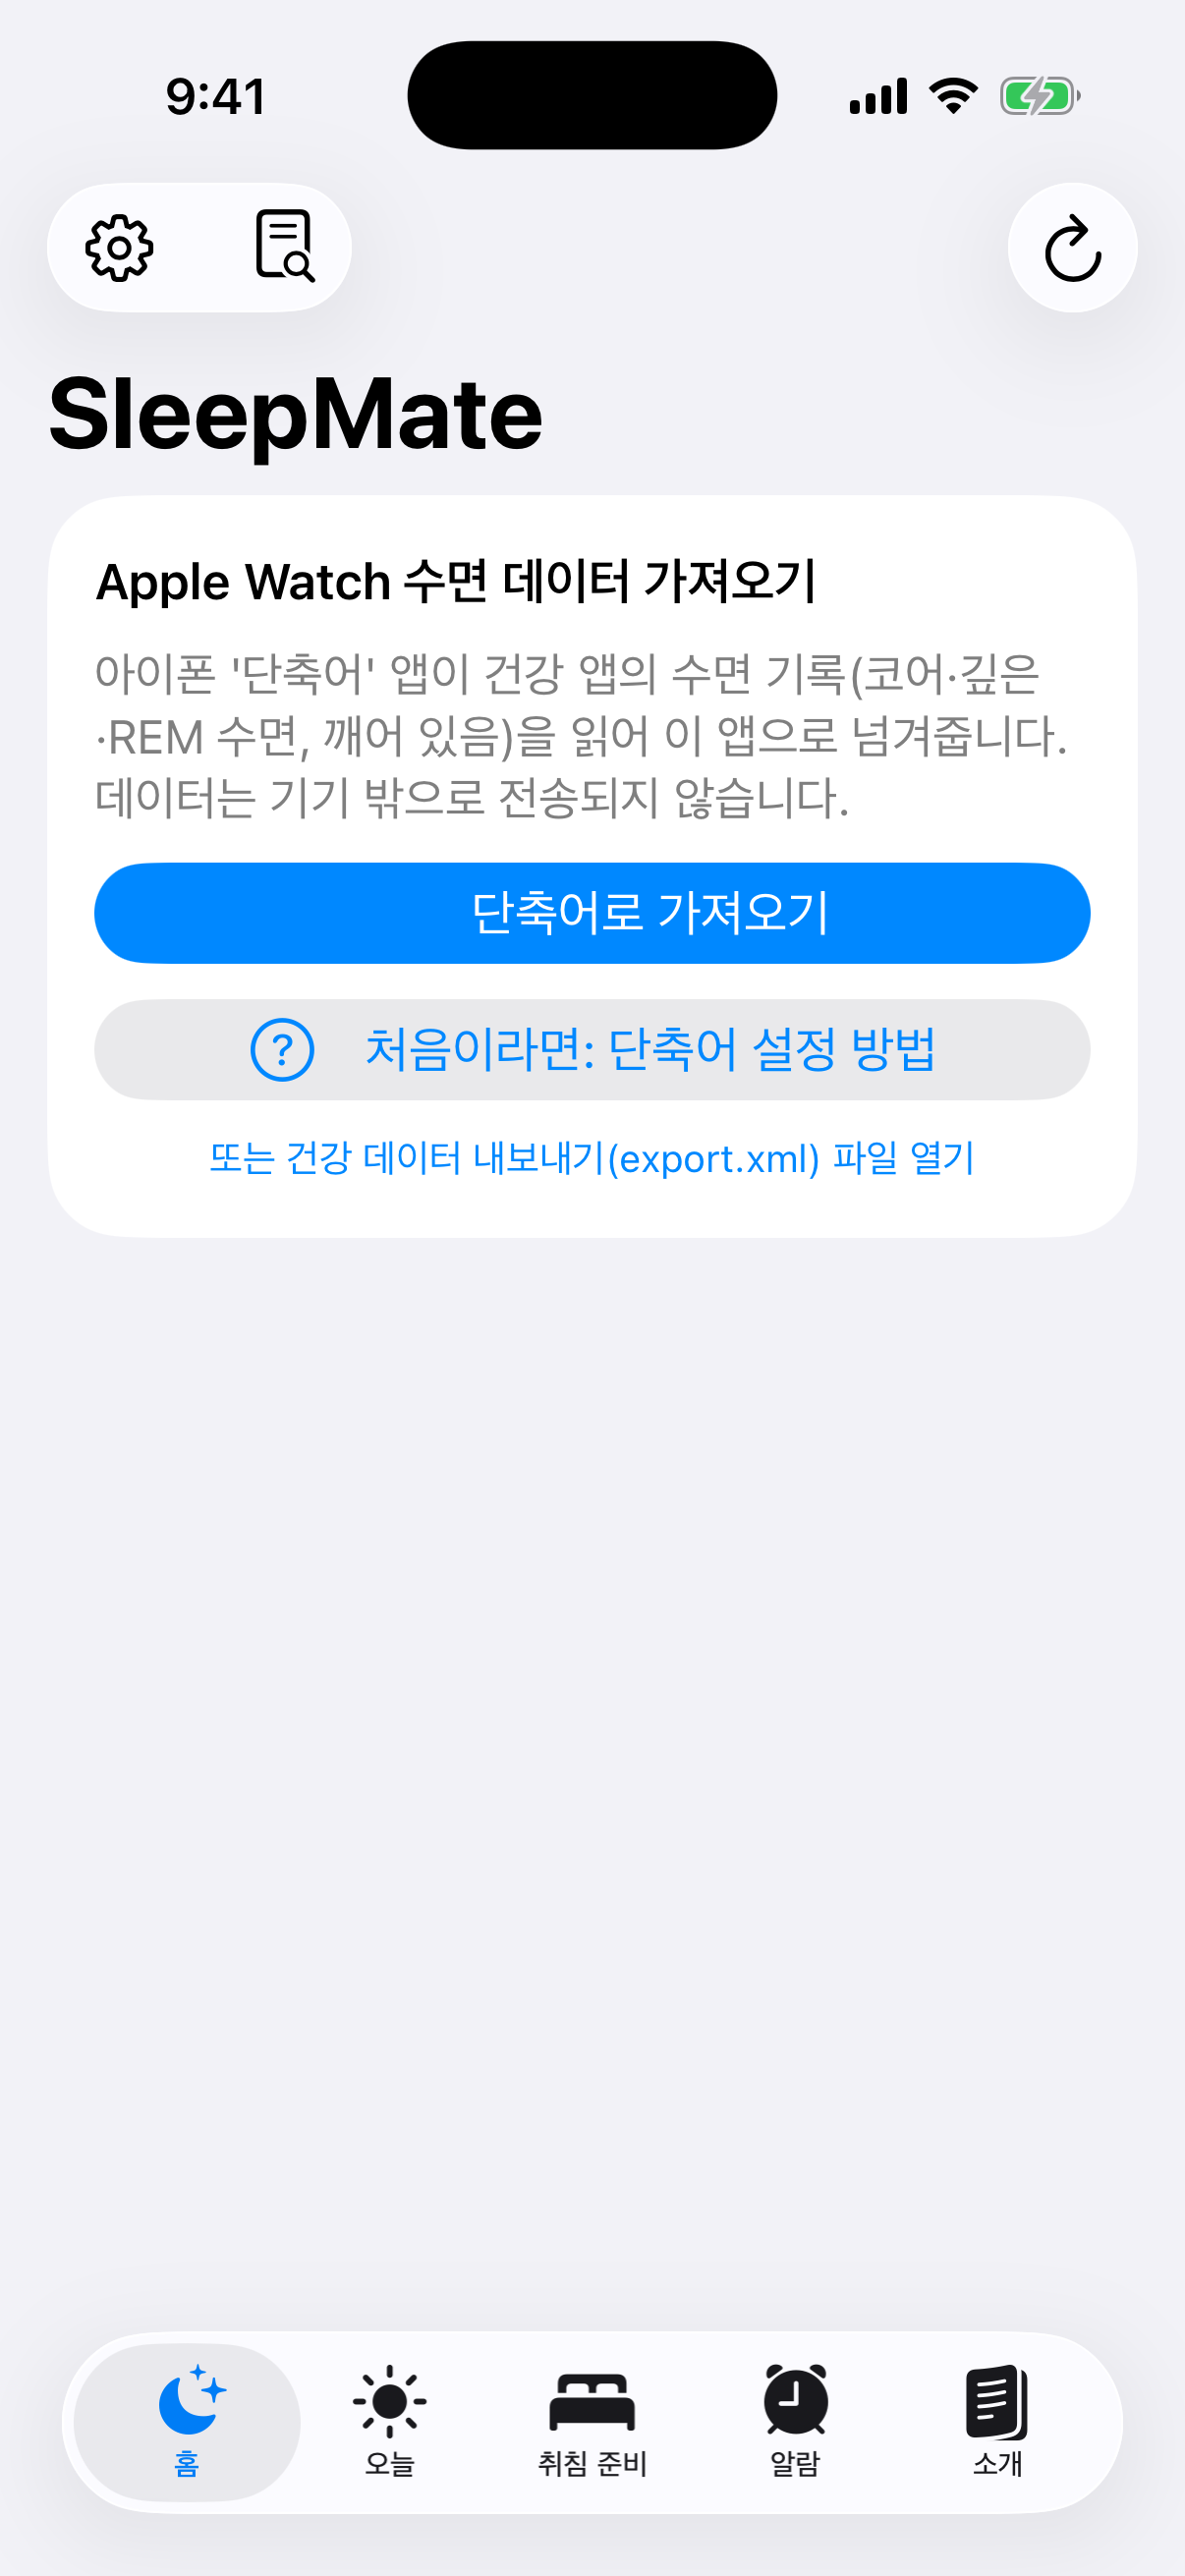 9:41
SleepMate
Apple Watch 수면 데이터 가져오기
아이폰 '단축어' 앱이 건강 앱의 수면 기록(코어·깊은
·REM 수면, 깨어 있음)을 읽어 이 앱으로 넘겨줍니다.
데이터는 기기 밖으로 전송되지 않습니다.
단축어로 가져오기
? 처음이라면: 단축어 설정 방법
또는 건강 데이터 내보내기(export.xml) 파일 열기
홈 오늘 취침 준비 알람 소개